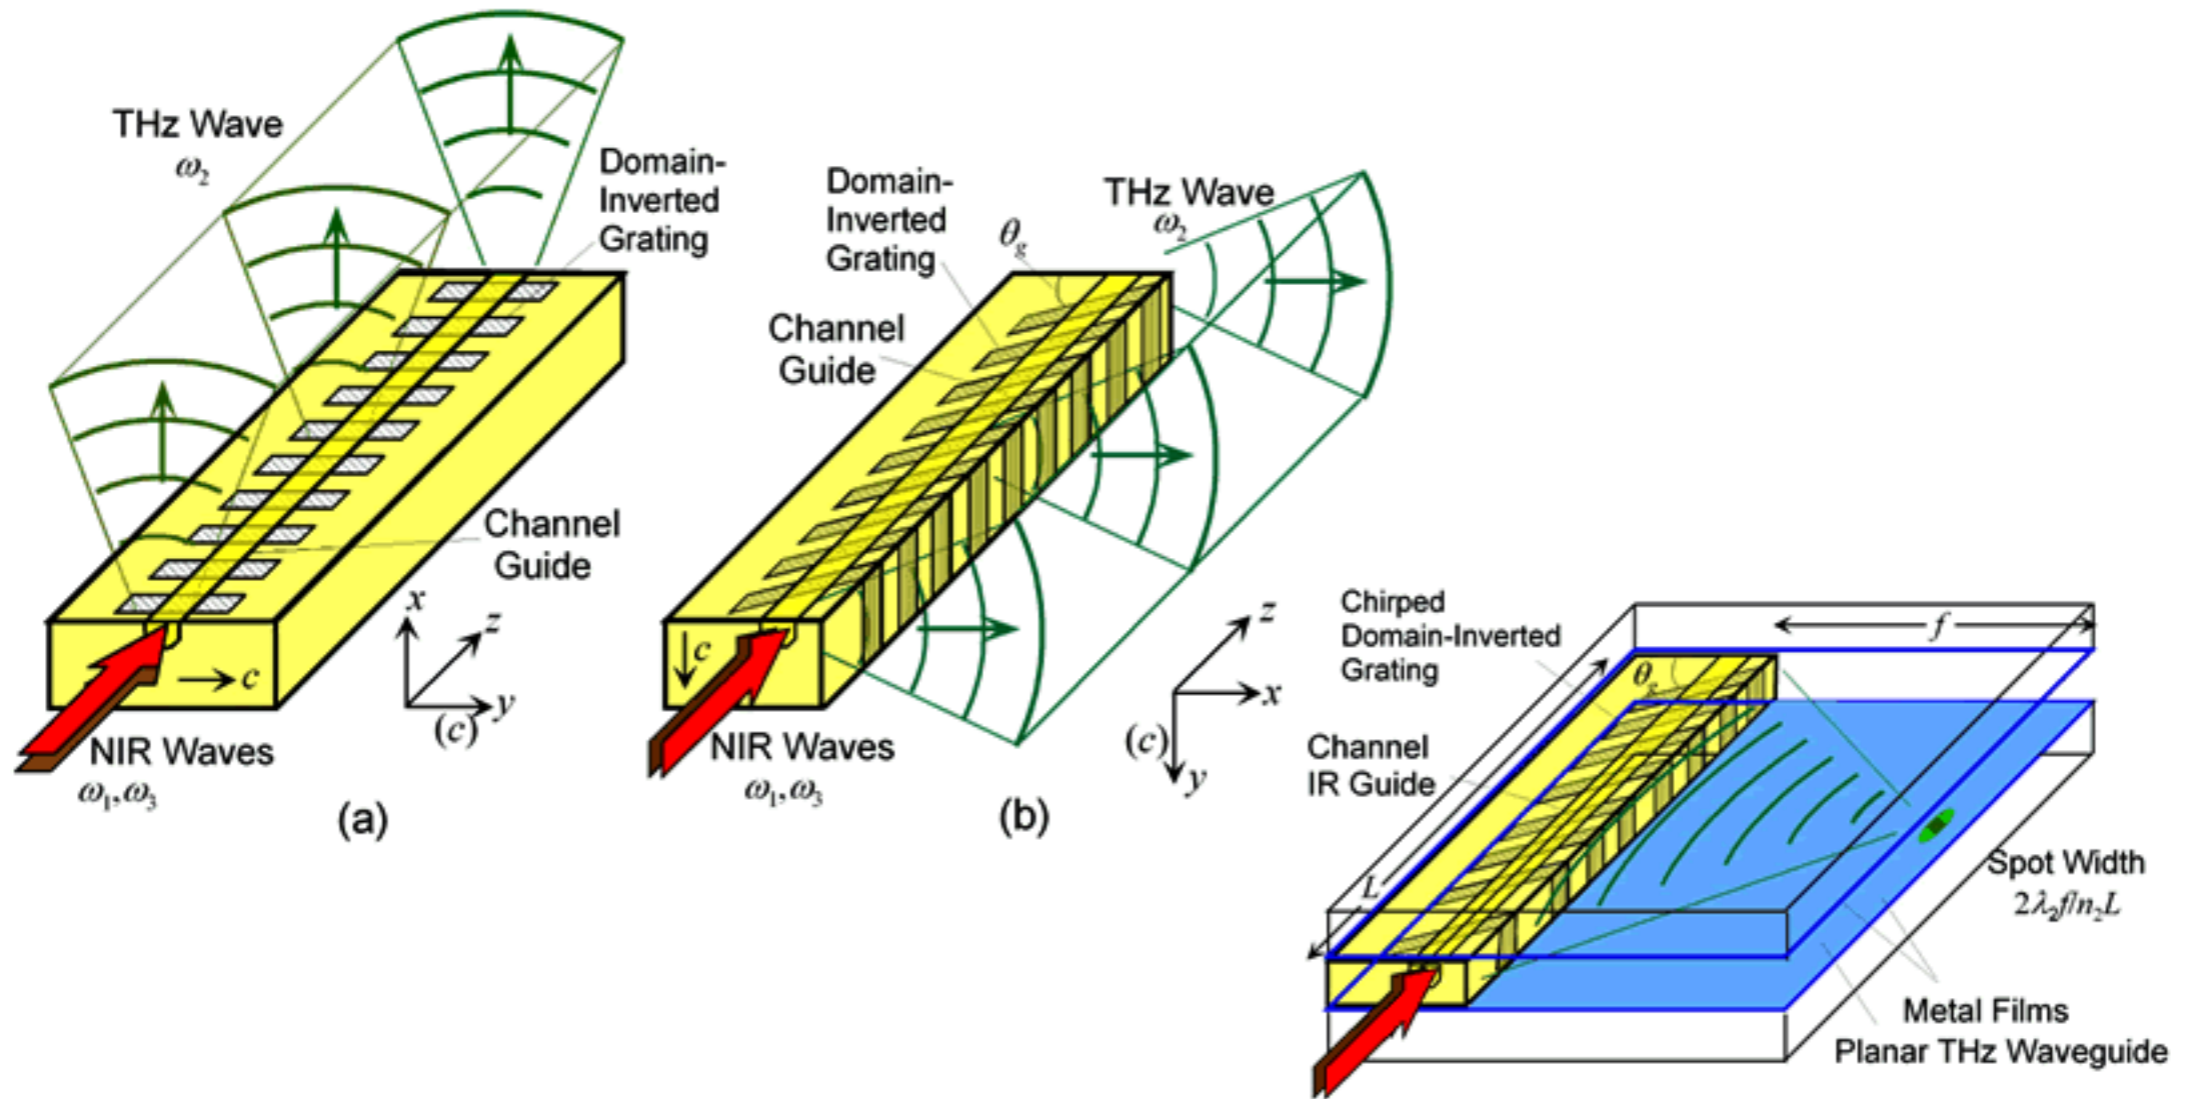 THz Wave
ω₂
Domain-
Inverted
Grating
Channel
Guide
c
x
z
y
(c)
NIR Waves
ω₁,ω₃
(a)
Domain-
Inverted
Grating
θg
THz Wave
ω₂
Channel
Guide
c
z
x
(c)
y
NIR Waves
ω₁,ω₃
(b)
Chirped
Domain-Inverted
Grating
θg
f
Channel
IR Guide
L
Spot Width
2λ₂f/n₂L
Metal Films
Planar THz Waveguide